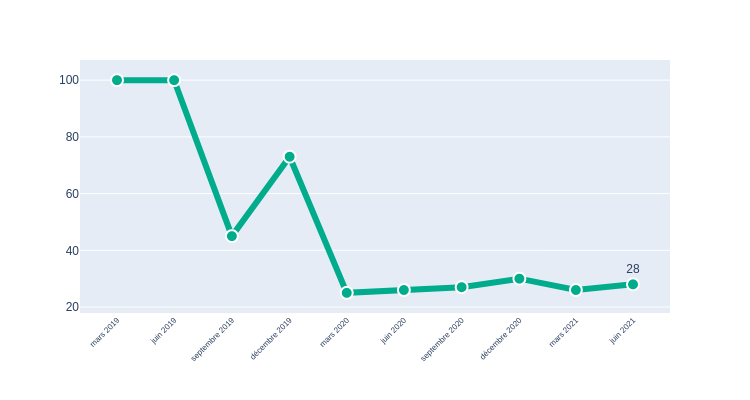 100
80
60
40
20
28
mars 2019
juin 2019
septembre 2019
décembre 2019
mars 2020
juin 2020
septembre 2020
décembre 2020
mars 2021
juin 2021